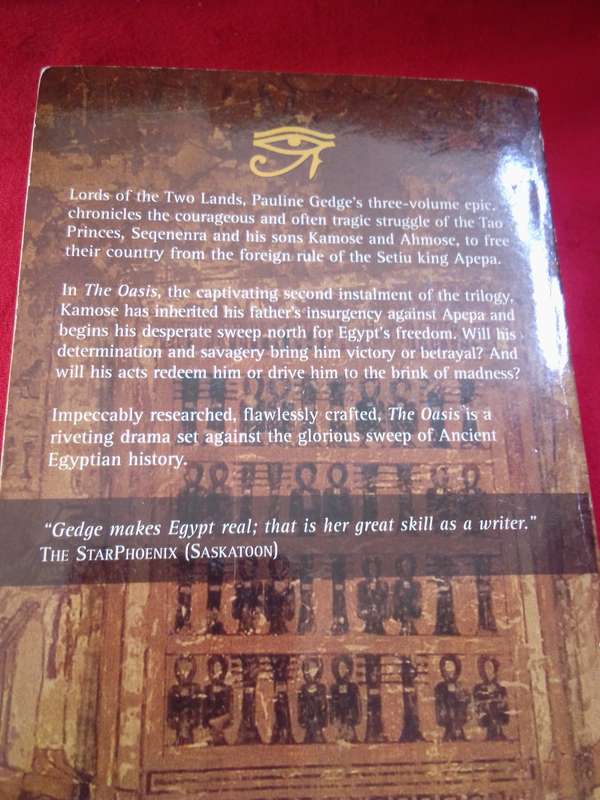 Lords of the Two Lands, Pauline Gedge's three-volume epic,
chronicles the courageous and often tragic struggle of the Tao
Princes, Seqenenra and his sons Kamose and Ahmose, to free
their country from the foreign rule of the Setiu king Apepa.
In The Oasis, the captivating second instalment of the trilogy,
Kamose has inherited his father's insurgency against Apepa and
begins his desperate sweep north for Egypt's freedom. Will his
determination and savagery bring him victory or betrayal? And
will his acts redeem him or drive him to the brink of madness?
Impeccably researched, flawlessly crafted, The Oasis is a
riveting drama set against the glorious sweep of Ancient
Egyptian history.
"Gedge makes Egypt real; that is her great skill as a writer."
THE STARPHOENIX (SASKATOON)